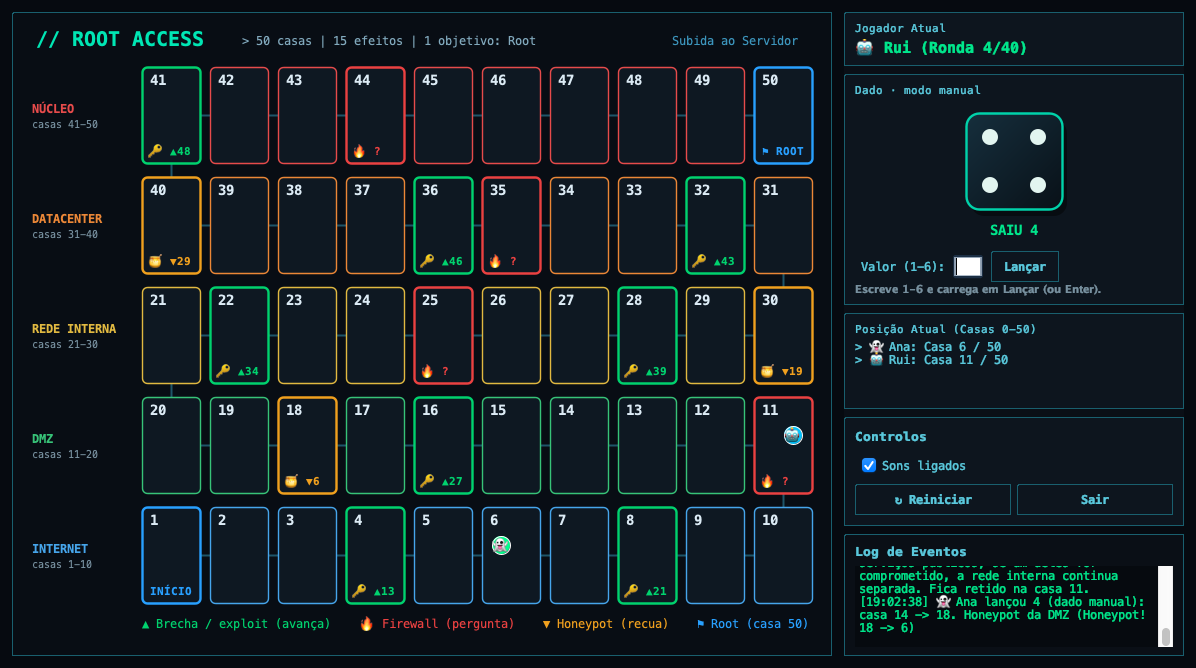 // ROOT ACCESS
> 50 casas | 15 efeitos | 1 objetivo: Root
Subida ao Servidor
NÚCLEO
casas 41–50
41 42 43 44 45 46 47 48 49 50
▲48 ? ⚑ ROOT
DATACENTER
casas 31–40
40 39 38 37 36 35 34 33 32 31
▼29 ▲46 ? ▲43
REDE INTERNA
casas 21–30
21 22 23 24 25 26 27 28 29 30
▲34 ? ▲39 ▼19
DMZ
casas 11–20
20 19 18 17 16 15 14 13 12 11
▼6 ▲27 ?
INTERNET
casas 1–10
1 2 3 4 5 6 7 8 9 10
INÍCIO ▲13 ▲21
▲ Brecha / exploit (avança)
Firewall (pergunta)
▼ Honeypot (recua)
⚑ Root (casa 50)
Jogador Atual
Rui (Ronda 4/40)
Dado · modo manual
SAIU 4
Valor (1–6):
Lançar
Escreve 1–6 e carrega em Lançar (ou Enter).
Posição Atual (Casas 0–50)
> Ana: Casa 6 / 50
> Rui: Casa 11 / 50
Controlos
Sons ligados
↻ Reiniciar
Sair
Log de Eventos
comprometido, a rede interna continua
separada. Fica retido na casa 11.
[19:02:38] Ana lançou 4 (dado manual):
casa 14 –> 18. Honeypot da DMZ (Honeypot!
18 –> 6)